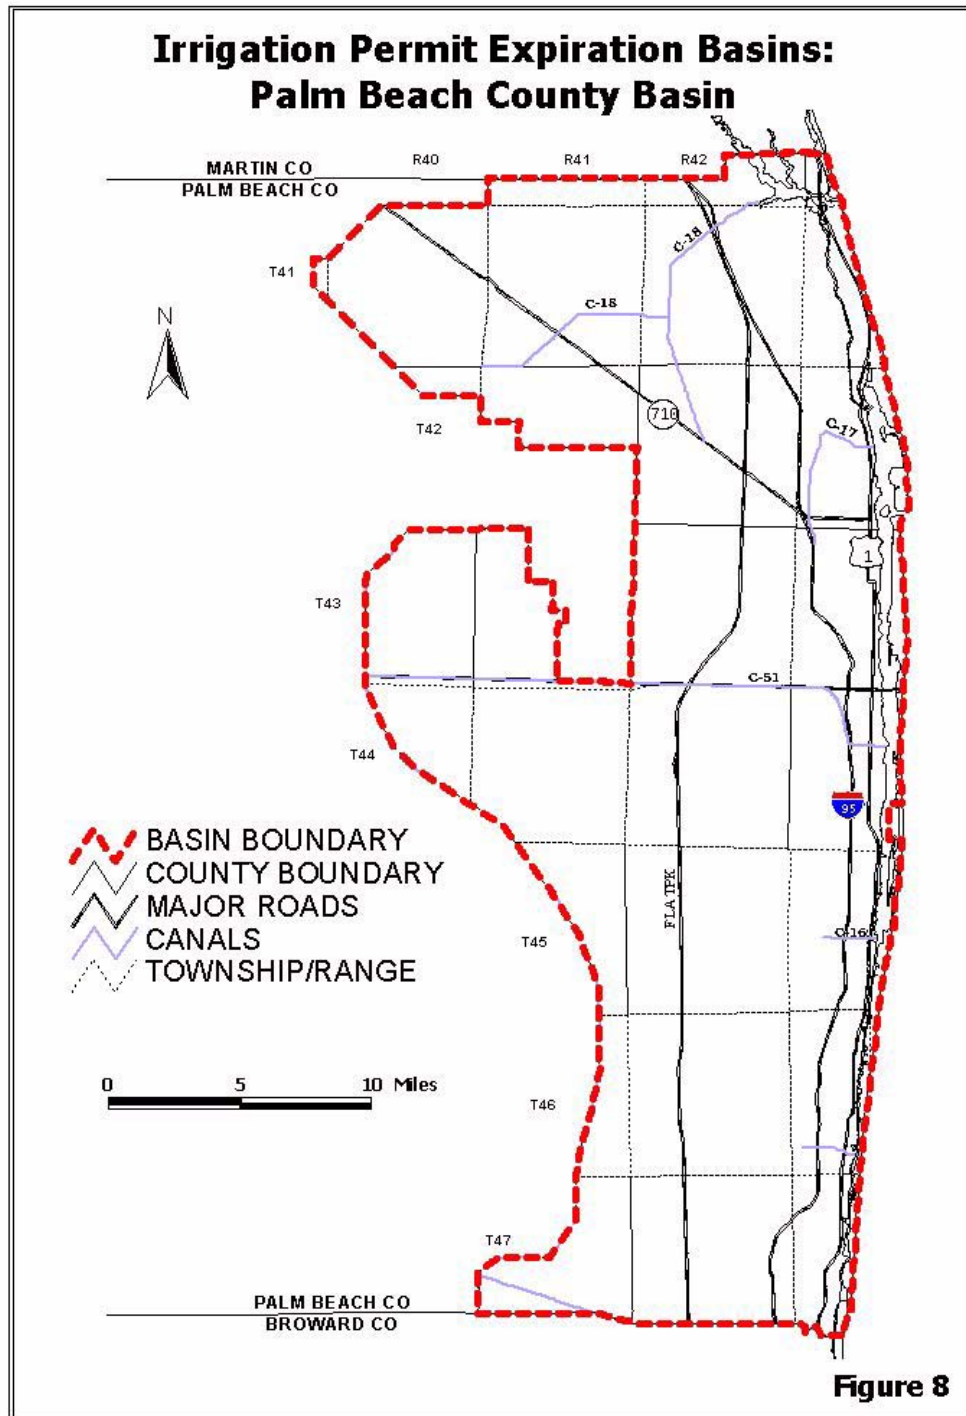 Irrigation Permit Expiration Basins:
Palm Beach County Basin
MARTIN CO
PALM BEACH CO
R40
R41
R42
T41
N
C-18
C-18
T42
710
C-17
1
T43
C-51
T44
95
BASIN BOUNDARY
COUNTY BOUNDARY
MAJOR ROADS
CANALS
TOWNSHIP/RANGE
FLA TPK
T45
C-16
0 5 10 Miles
T46
T47
PALM BEACH CO
BROWARD CO
Figure 8